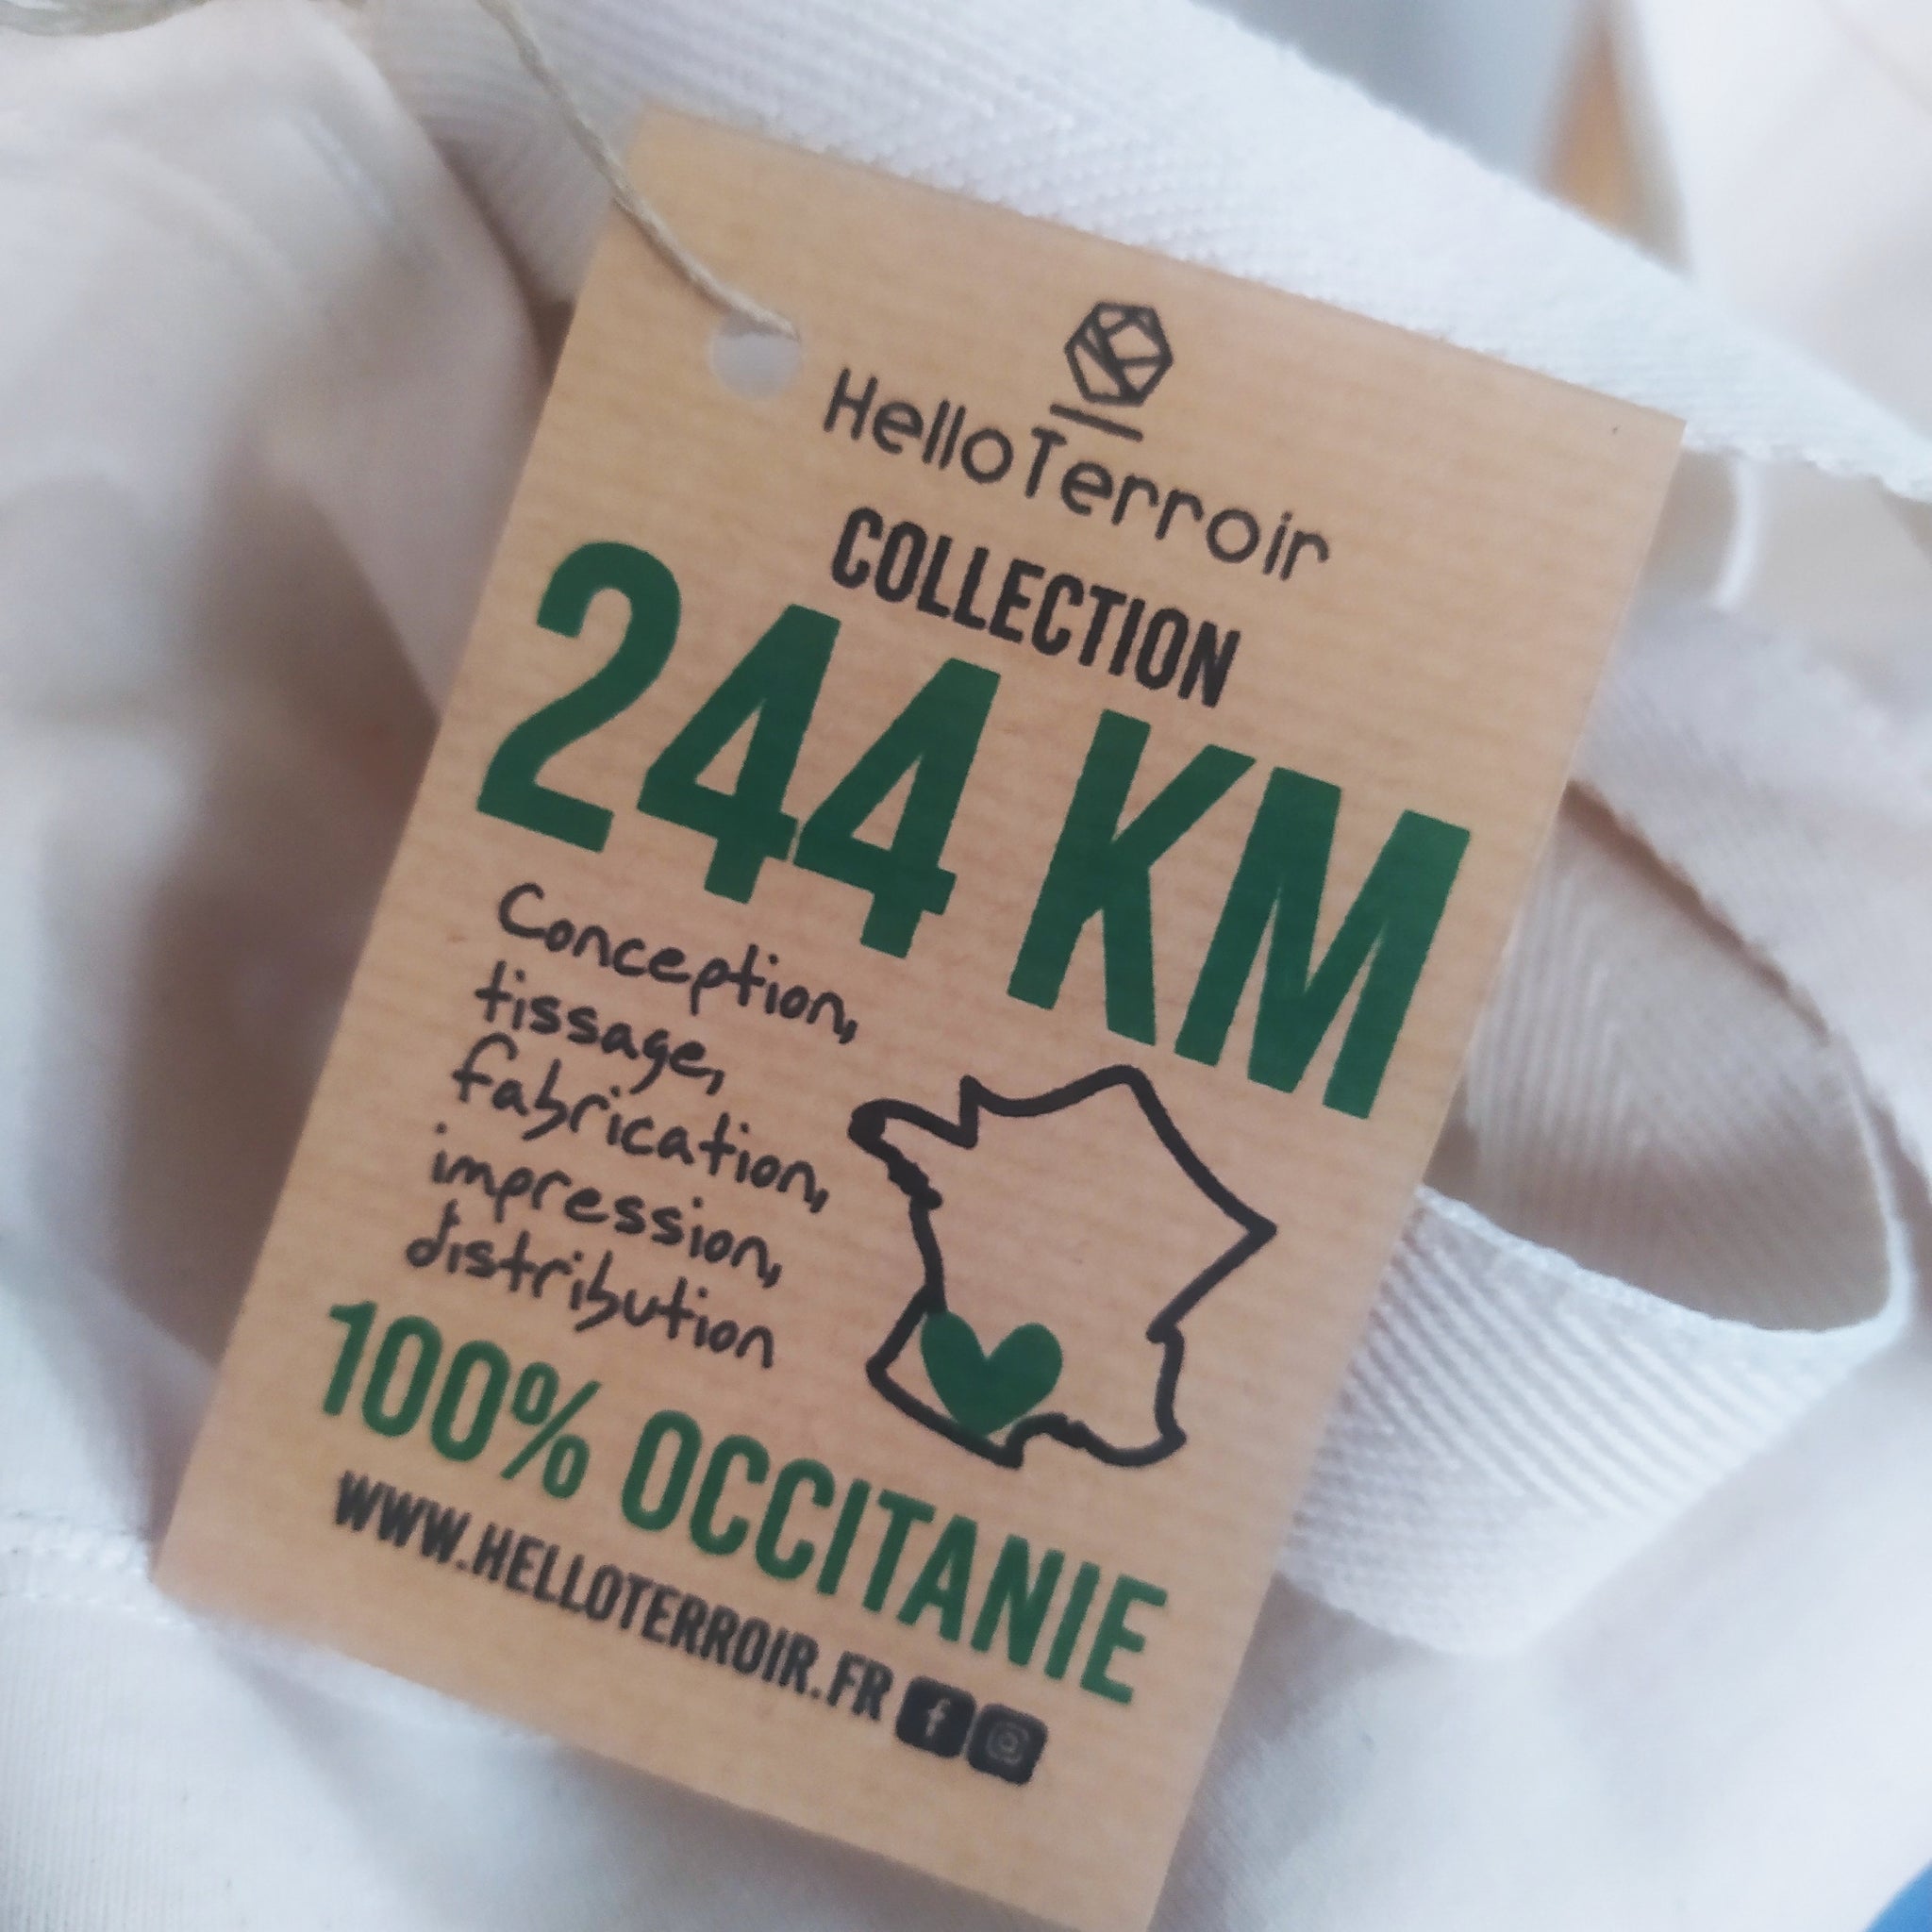 HelloTerroir
COLLECTION
244 KM
Conception,
tissage,
fabrication,
impression,
distribution
100% OCCITANIE
WWW.HELLOTERROIR.FR